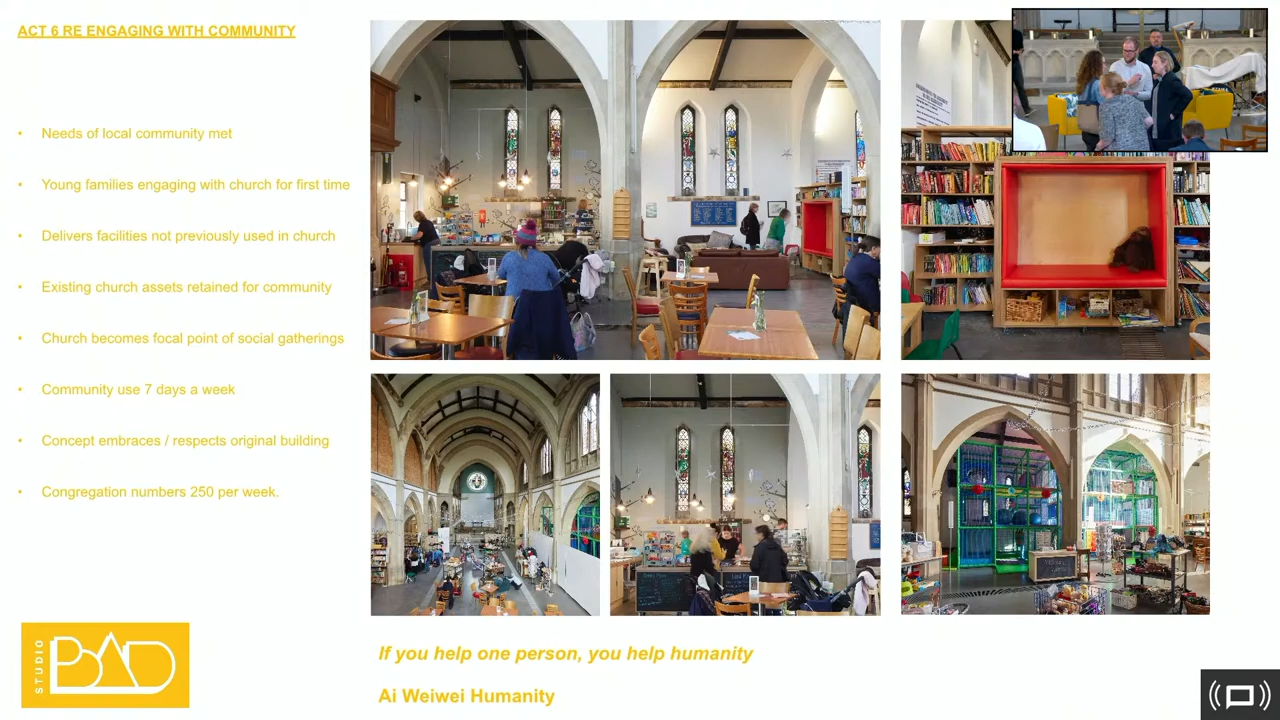 ACT 6 RE ENGAGING WITH COMMUNITY
• Needs of local community met
• Young families engaging with church for first time
• Delivers facilities not previously used in church
• Existing church assets retained for community
• Church becomes focal point of social gatherings
• Community use 7 days a week
• Concept embraces / respects original building
• Congregation numbers 250 per week.
STUDIO
BAD
If you help one person, you help humanity
Ai Weiwei Humanity